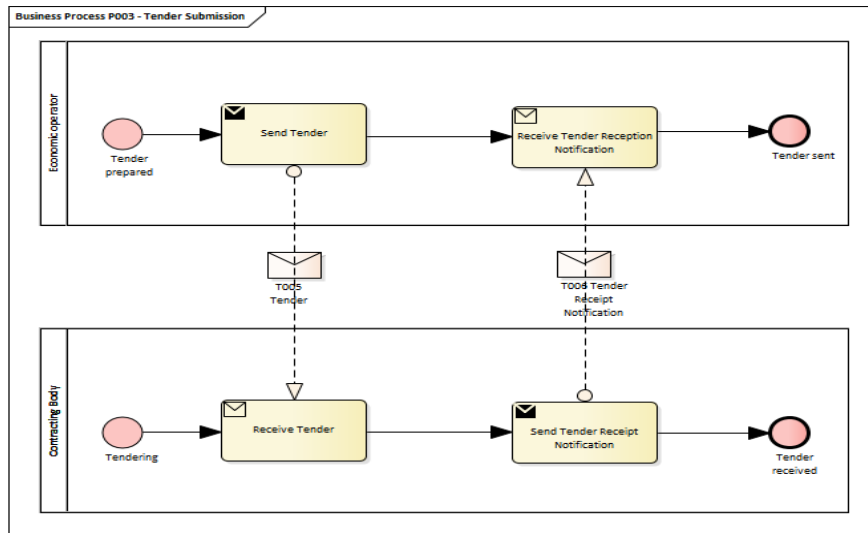 Business Process P003 - Tender Submission
Economic operator
Tender
prepared
Send Tender
Receive Tender Reception
Notification
Tender sent
T005
Tender
T006 Tender
Receipt
Notification
Contracting Body
Tendering
Receive Tender
Send Tender Receipt
Notification
Tender
received